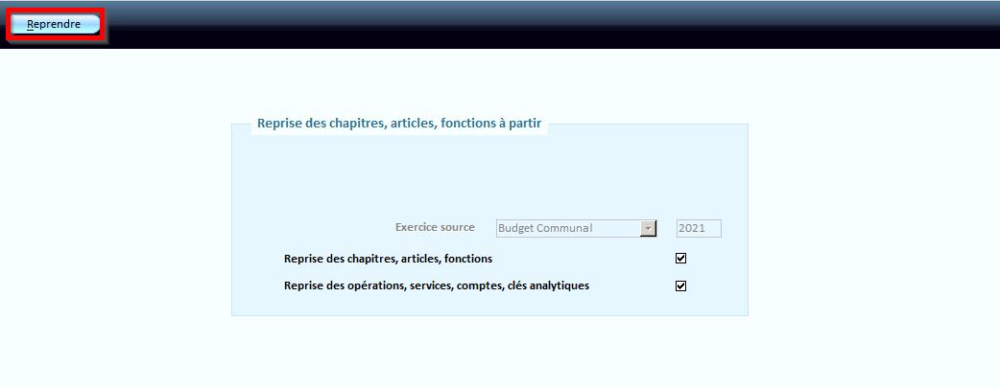 Reprendre
Reprise des chapitres, articles, fonctions à partir
Exercice source Budget Communal 2021
Reprise des chapitres, articles, fonctions
Reprise des opérations, services, comptes, clés analytiques